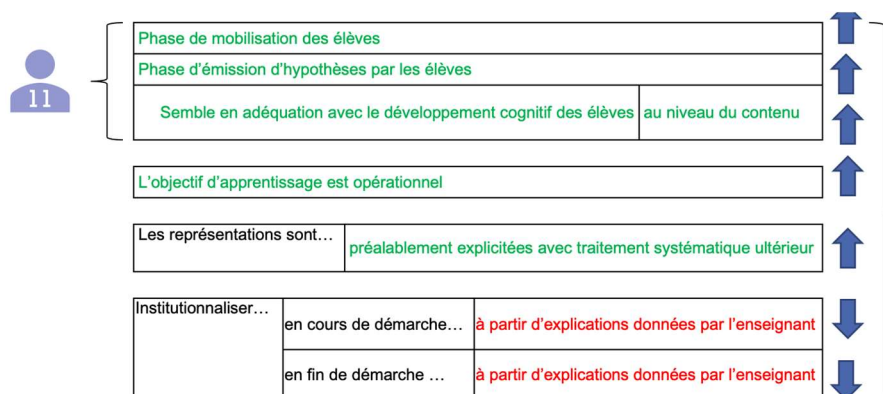 Phase de mobilisation des élèves
Phase d'émission d'hypothèses par les élèves
11
Semble en adéquation avec le développement cognitif des élèves au niveau du contenu
L'objectif d'apprentissage est opérationnel
Les représentations sont… préalablement explicitées avec traitement systématique ultérieur
Institutionnaliser…
en cours de démarche… à partir d'explications données par l'enseignant
en fin de démarche … à partir d'explications données par l'enseignant